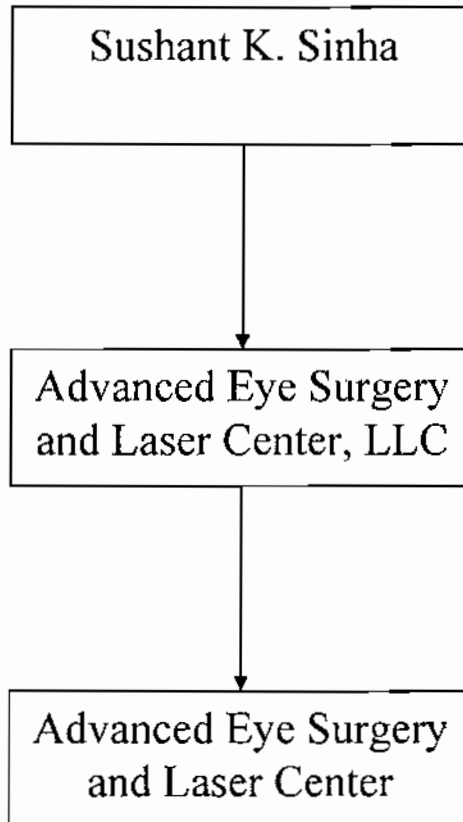 Sushant K. Sinha
Advanced Eye Surgery
and Laser Center, LLC
Advanced Eye Surgery
and Laser Center